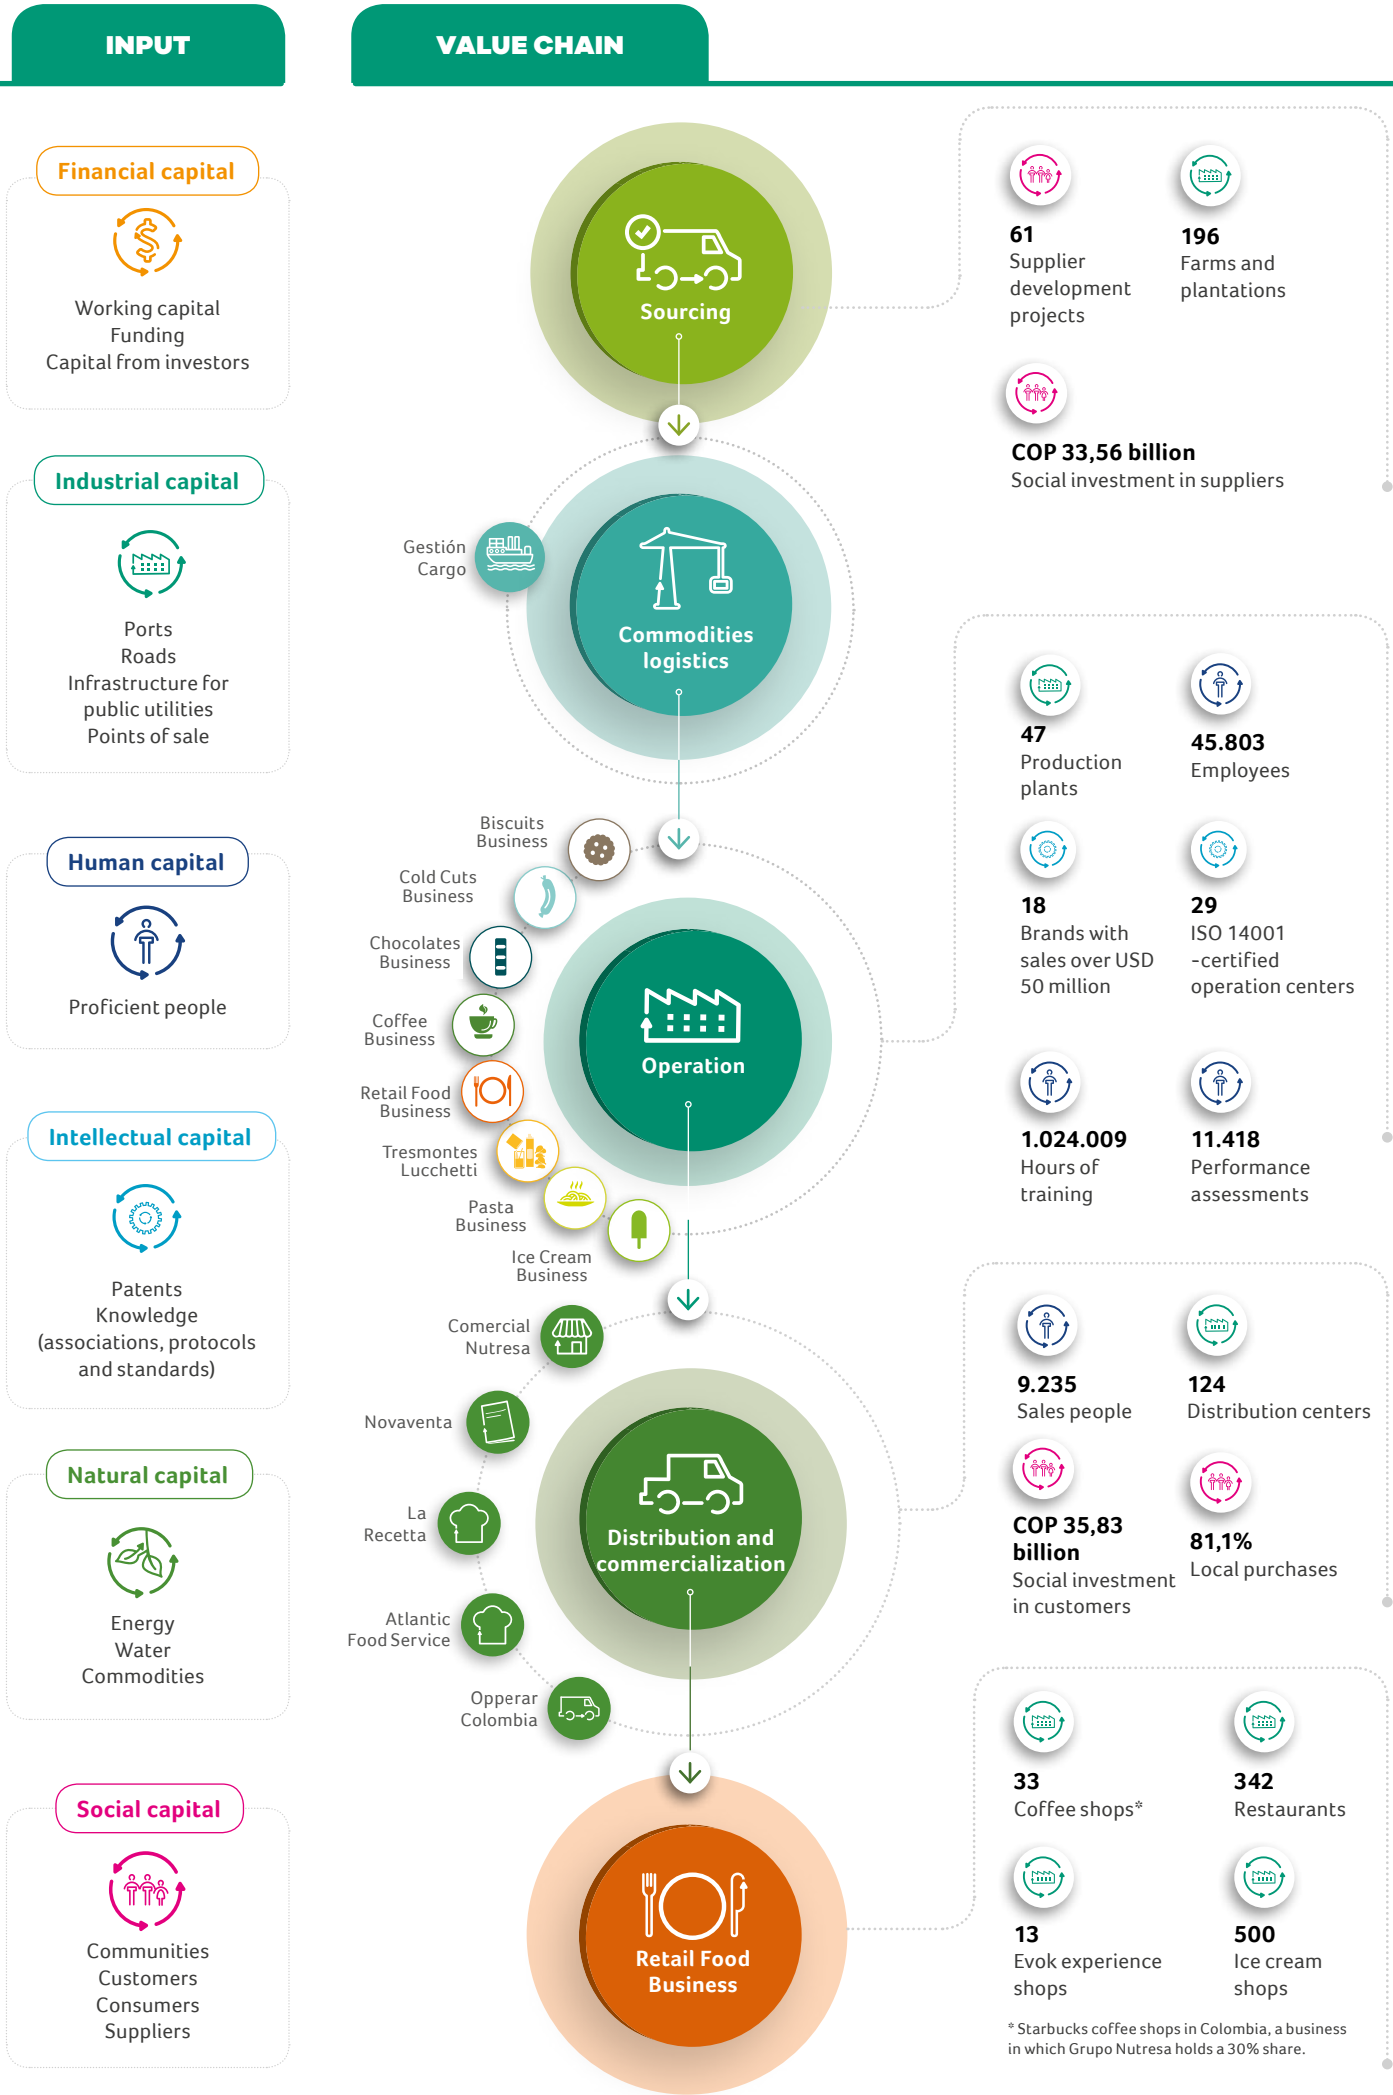 INPUT
VALUE CHAIN
Financial capital
Working capital
Funding
Capital from investors
Industrial capital
Ports
Roads
Infrastructure for
public utilities
Points of sale
Human capital
Proficient people
Intellectual capital
Patents
Knowledge
(associations, protocols
and standards)
Natural capital
Energy
Water
Commodities
Social capital
Communities
Customers
Consumers
Suppliers
Sourcing
61
Supplier
development
projects
196
Farms and
plantations
COP 33,56 billion
Social investment in suppliers
Gestión
Cargo
Commodities
logistics
Biscuits
Business
Cold Cuts
Business
Chocolates
Business
Coffee
Business
Retail Food
Business
Tresmontes
Lucchetti
Pasta
Business
Ice Cream
Business
Operation
47
Production
plants
45.803
Employees
18
Brands with
sales over USD
50 million
29
ISO 14001
-certified
operation centers
1.024.009
Hours of
training
11.418
Performance
assessments
Comercial
Nutresa
Novaventa
La
Recetta
Atlantic
Food Service
Opperar
Colombia
Distribution and
commercialization
9.235
Sales people
124
Distribution centers
COP 35,83
billion
Social investment
in customers
81,1%
Local purchases
Retail Food
Business
33
Coffee shops*
342
Restaurants
13
Evok experience
shops
500
Ice cream
shops
* Starbucks coffee shops in Colombia, a business
in which Grupo Nutresa holds a 30% share.